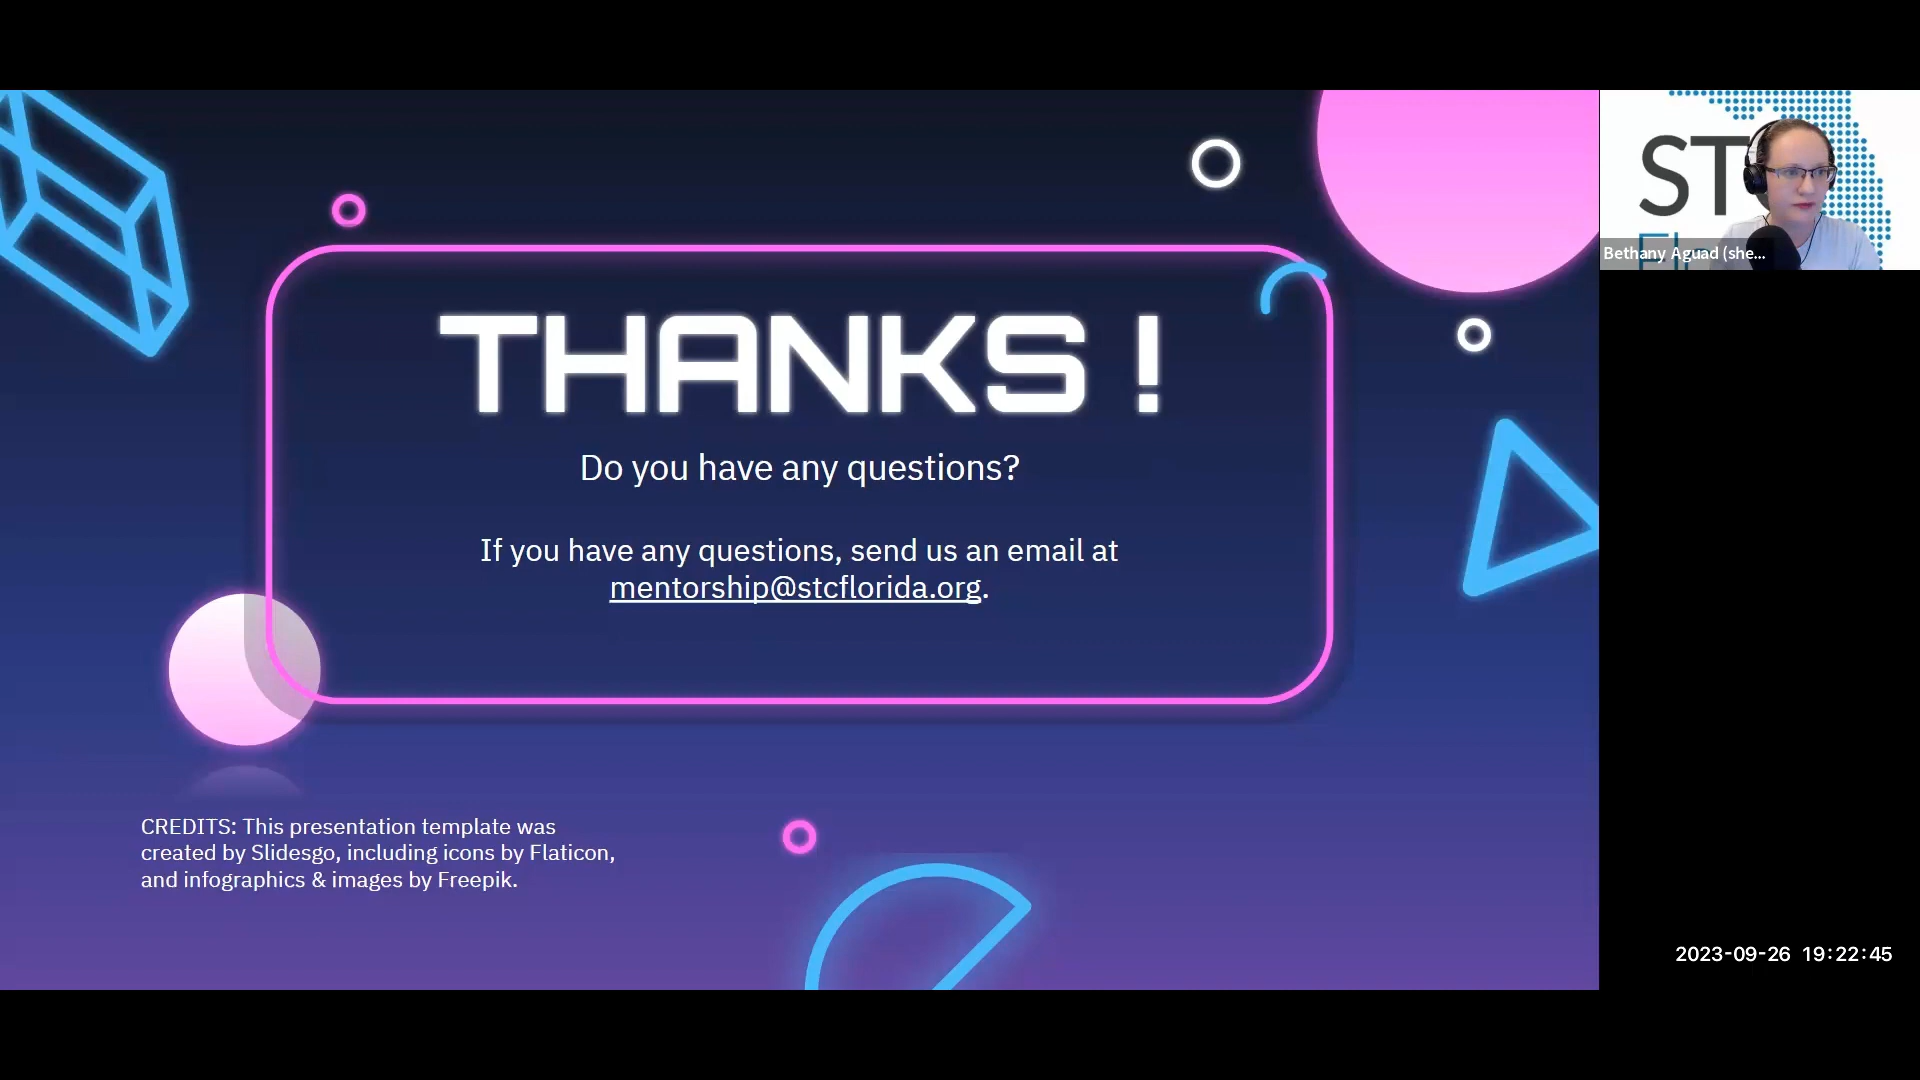 THANKS !
Do you have any questions?
If you have any questions, send us an email at
mentorship@stcflorida.org.
CREDITS: This presentation template was
created by Slidesgo, including icons by Flaticon,
and infographics & images by Freepik.
ST
Bethany Aguad (she...
2023-09-26 19:22:45